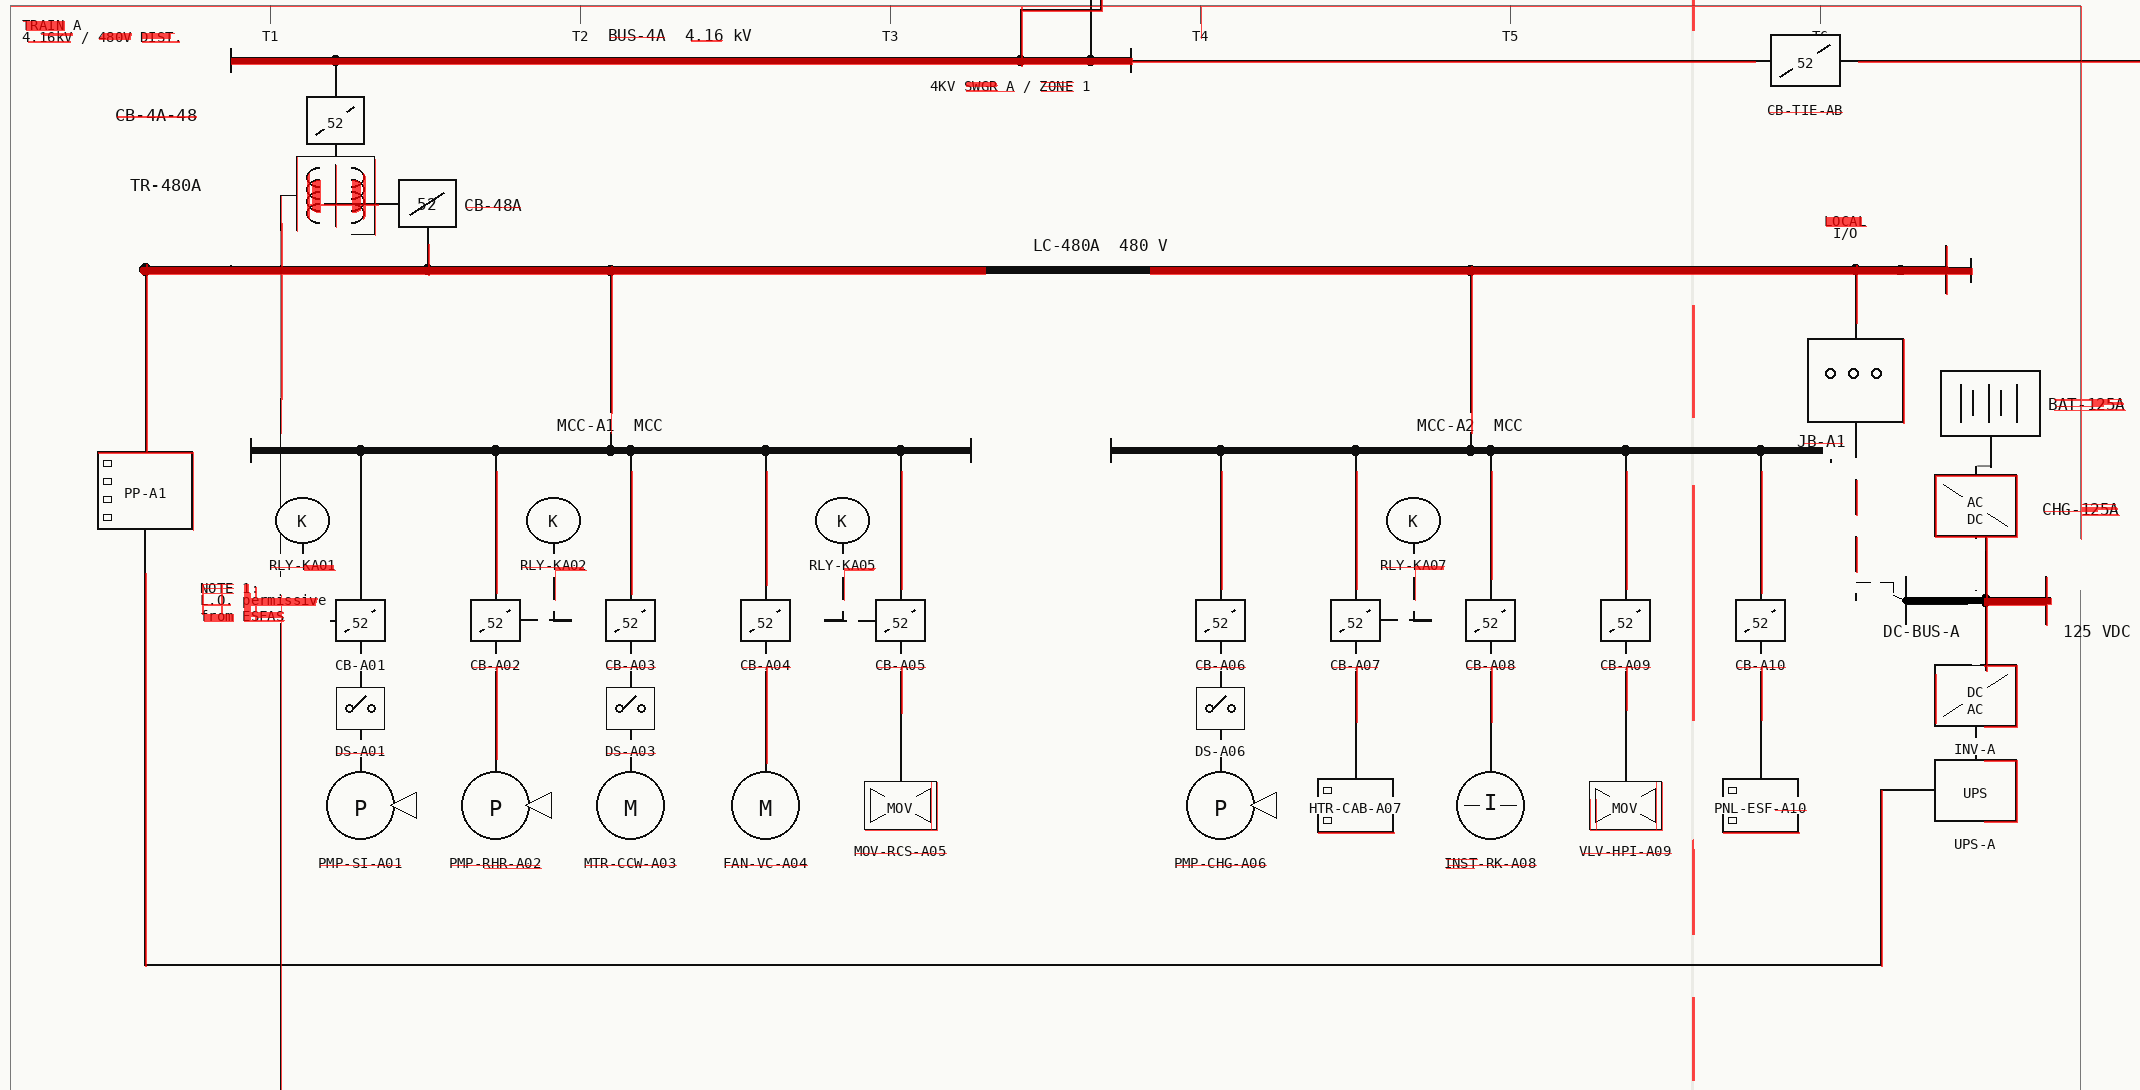 TRAIN A
4.16kV / 480V DIST.
T1
T2
BUS-4A 4.16 kV
T3
T4
T5
4KV SWGR A / ZONE 1
52
CB-TIE-AB
CB-4A-48
52
TR-480A
52
CB-48A
LOCAL
I/O
LC-480A 480 V
MCC-A1 MCC
MCC-A2 MCC
JB-A1
BAT-125A
PP-A1
AC
DC
CHG-125A
K
K
K
K
RLY-KA01
RLY-KA02
RLY-KA05
RLY-KA07
NOTE 1:
L.O. permissive
from ESFAS
52
52
52
52
52
52
52
52
52
52
DC-BUS-A
125 VDC
CB-A01
CB-A02
CB-A03
CB-A04
CB-A05
CB-A06
CB-A07
CB-A08
CB-A09
CB-A10
DC
AC
INV-A
DS-A01
DS-A03
DS-A06
UPS
UPS-A
P
P
M
M
MOV
P
HTR-CAB-A07
I
MOV
PNL-ESF-A10
PMP-SI-A01
PMP-RHR-A02
MTR-CCW-A03
FAN-VC-A04
MOV-RCS-A05
PMP-CHG-A06
INST-RK-A08
VLV-HPI-A09